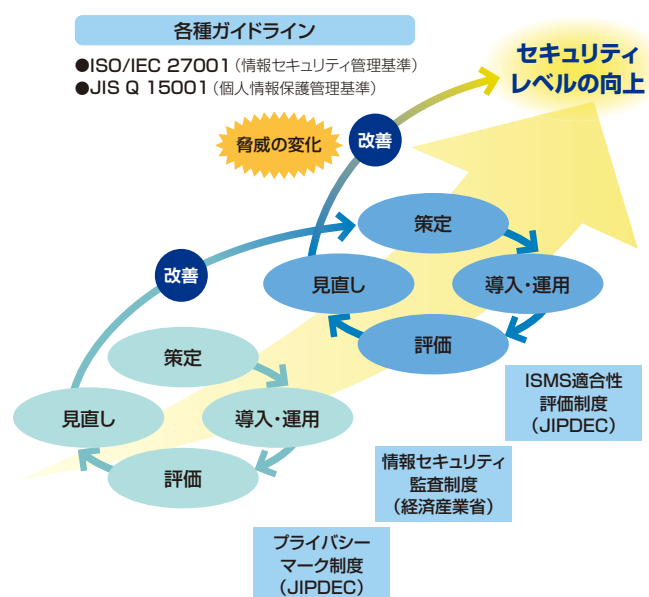 各種ガイドライン
●ISO/IEC 27001（情報セキュリティ管理基準）
●JIS Q 15001（個人情報保護管理基準）
セキュリティ
レベルの向上
脅威の変化
改善
策定
見直し
導入・運用
評価
改善
策定
見直し
導入・運用
評価
ISMS適合性
評価制度
（JIPDEC）
情報セキュリティ
監査制度
（経済産業省）
プライバシー
マーク制度
（JIPDEC）